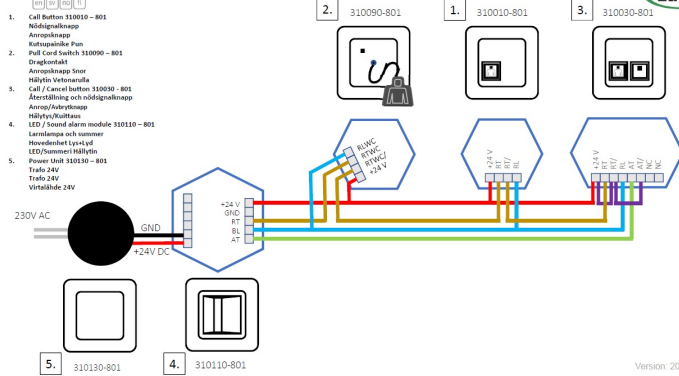 en sv no fi
1. Call Button 310010 – 801
Nödsignalknapp
Anropsknapp
Kutsupainike Pun
2. Pull Cord Switch 310090 – 801
Dragkontakt
Anropsknapp Snor
Hälytin Vetonarulla
3. Call / Cancel button 310030 - 801
Återställning och nödsignalknapp
Anrop/Avbrytknapp
Hälytys/Kuittaus
4. LED / Sound alarm module 310110 – 801
Larmlampa och summer
Hovedenhet Lys+Lyd
LED/Summeri Hälytin
5. Power Unit 310130 – 801
Trafo 24V
Trafo 24V
Virtalähde 24V
2. 310090-801
1. 310010-801
3. 310030-801
RLWC
RTWC
RTWC/
+24 V
+24 V
RT
RT/
RL
+24 V
RT
RT/
RL
AT
AT/
NC
NC
230V AC
GND
+24V DC
+24 V
GND
RT
BL
AT
5. 310130-801
4. 310110-801
Version: 20